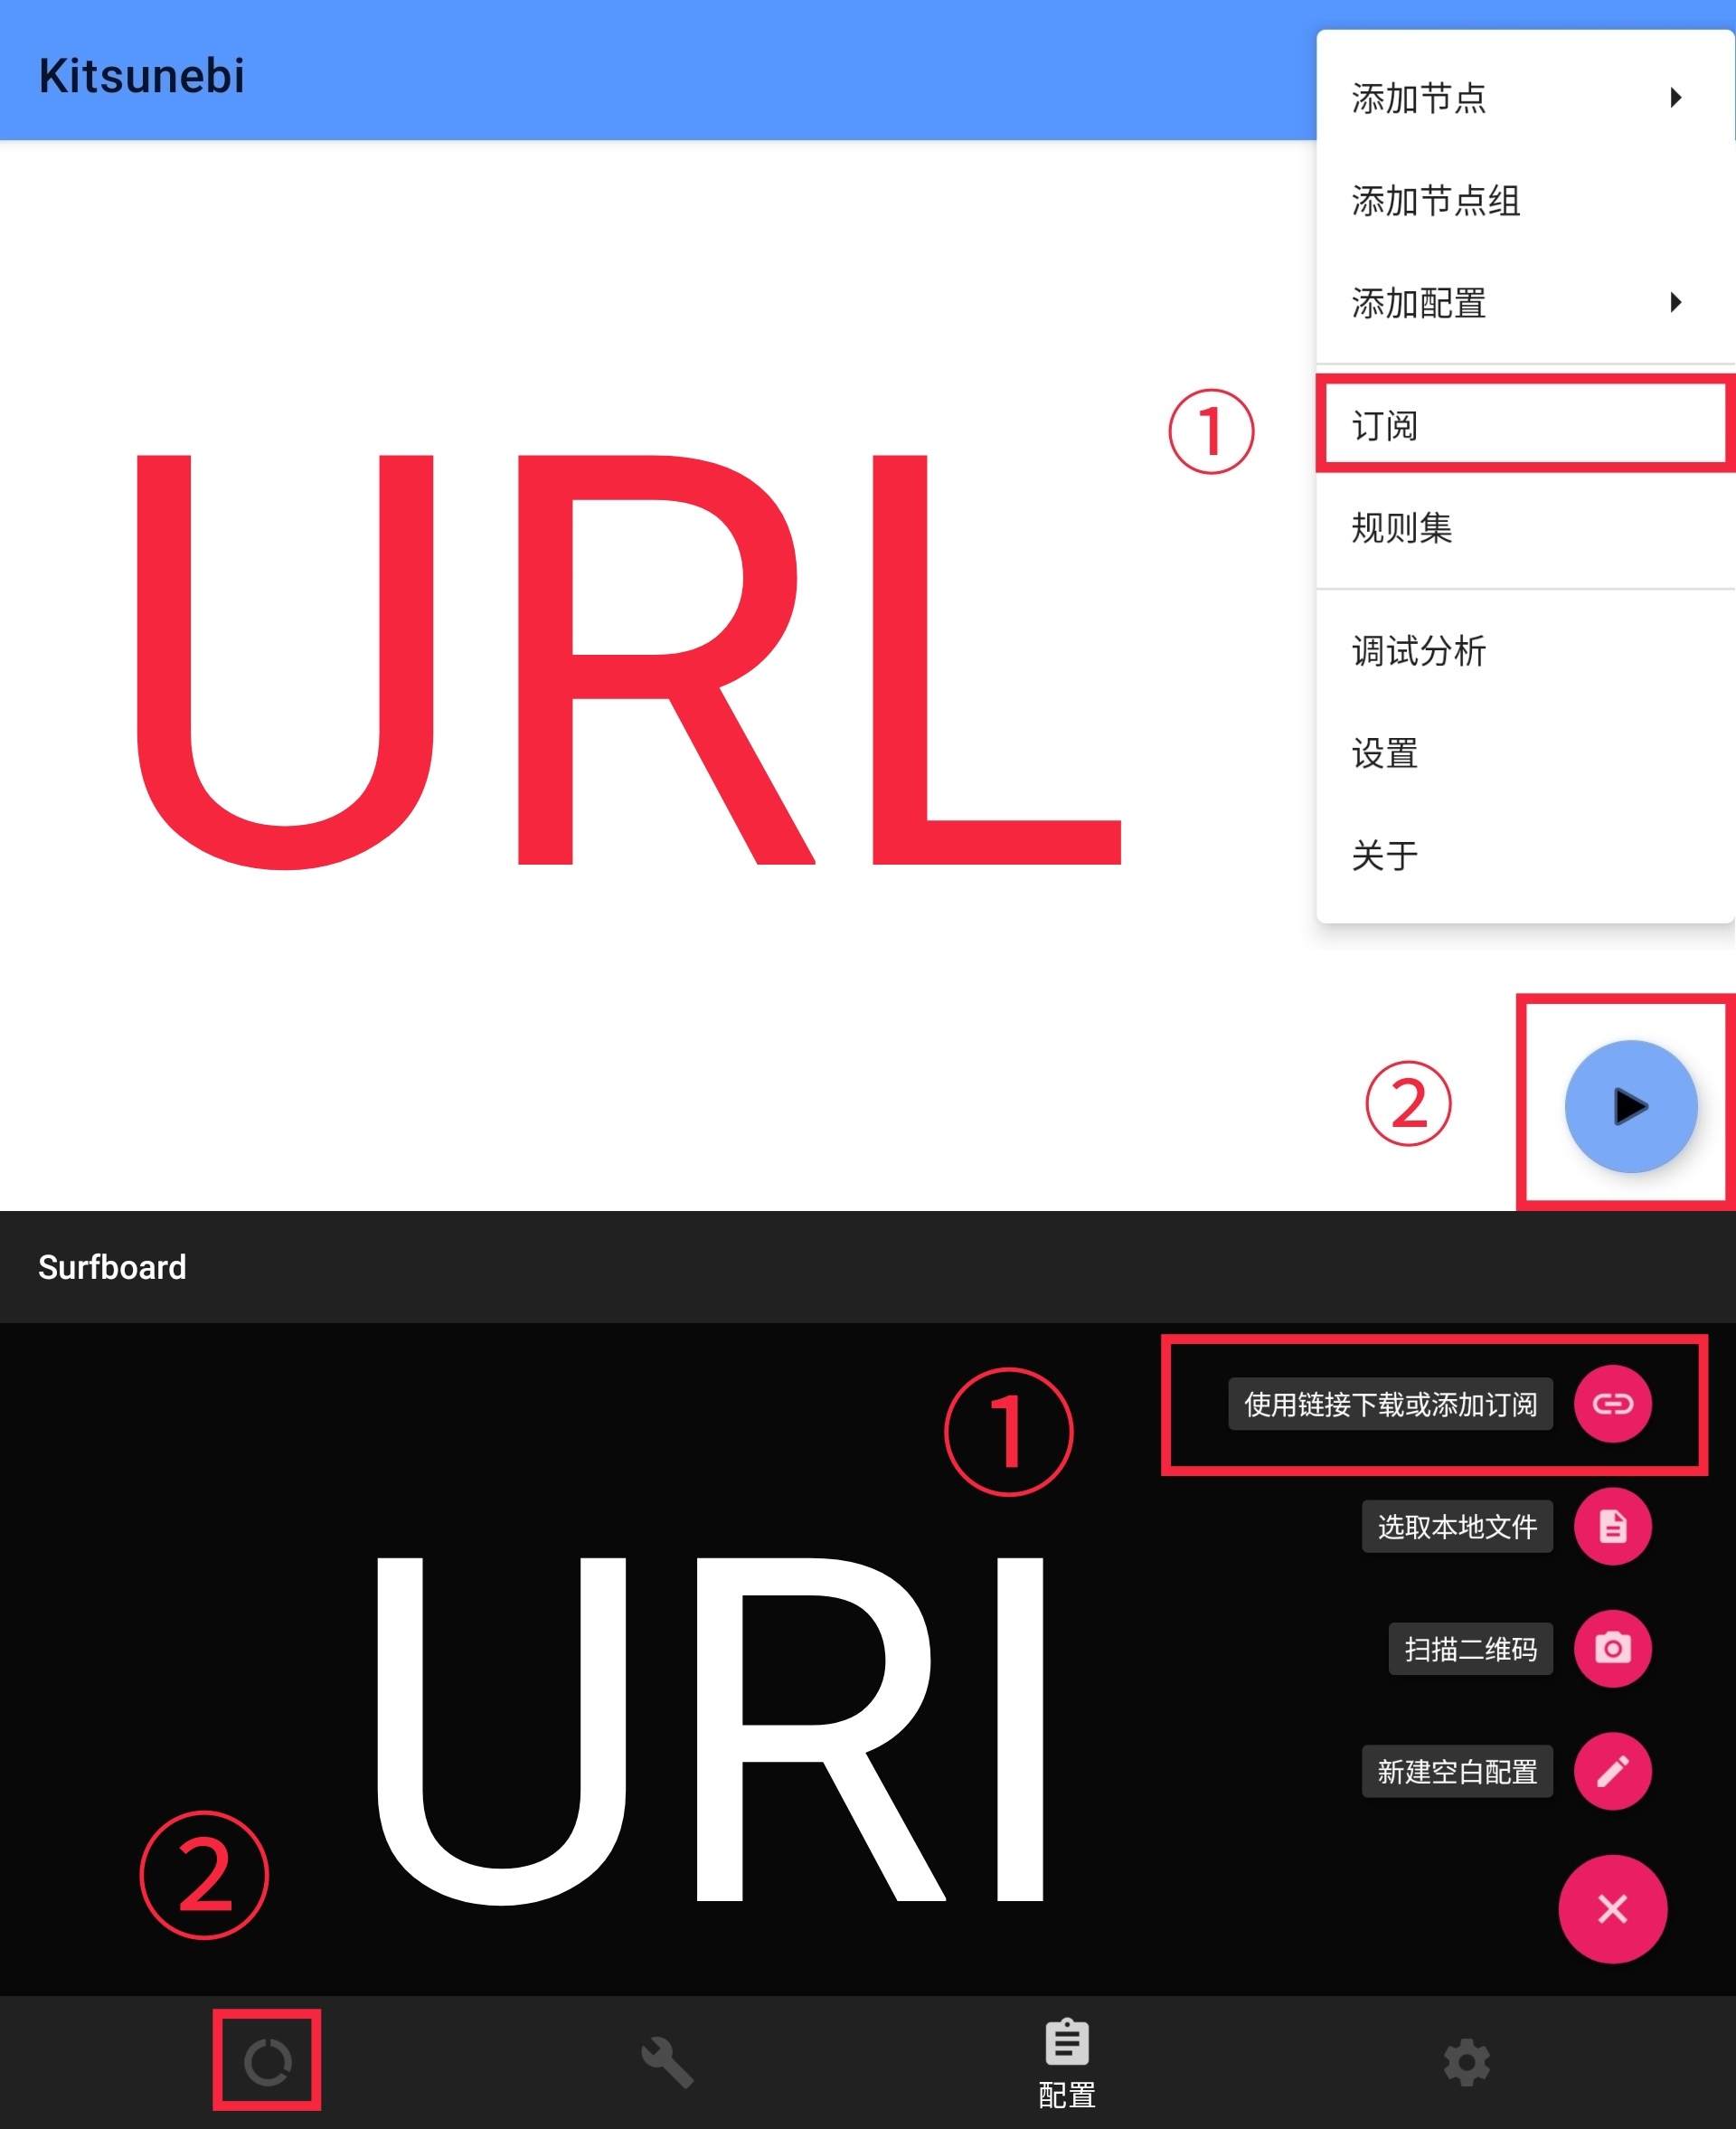 Kitsunebi
添加节点
添加节点组
添加配置
①
订阅
URL
规则集
调试分析
设置
关于
②
Surfboard
①
使用链接下载或添加订阅
选取本地文件
URI
扫描二维码
新建空白配置
②
配置